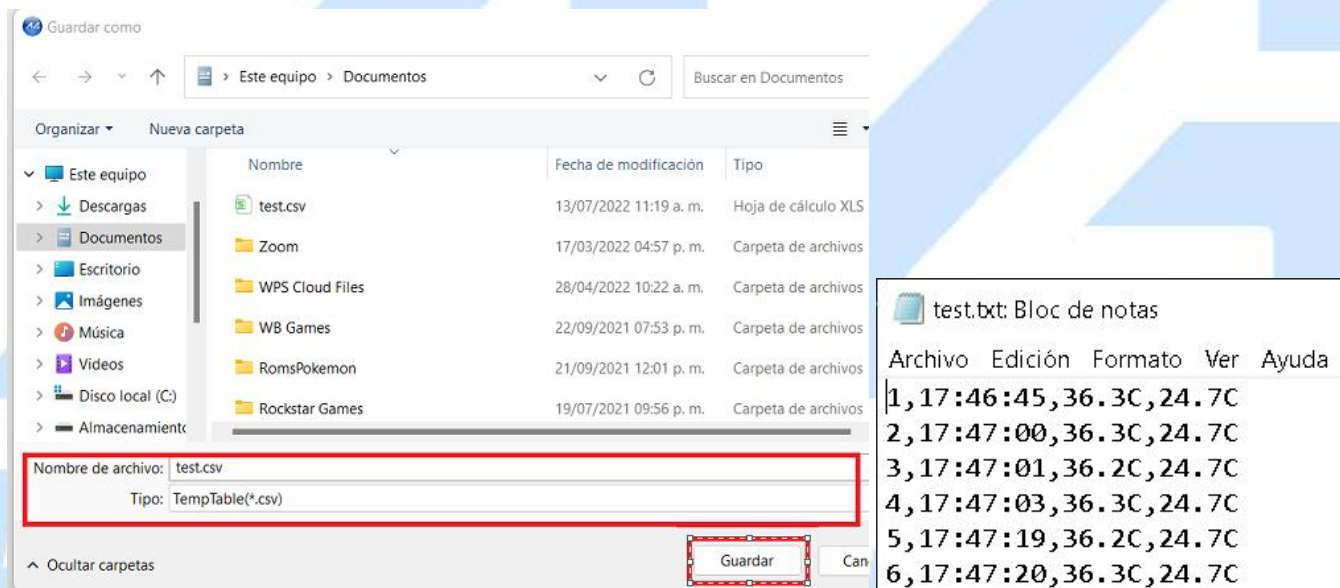 Guardar como
Este equipo > Documentos
Buscar en Documentos
Organizar
Nueva carpeta
Nombre Fecha de modificación Tipo
Este equipo
Descargas
Documentos
Escritorio
Imágenes
Música
Videos
Disco local (C:)
Almacenamiento
test.csv 13/07/2022 11:19 a. m. Hoja de cálculo XLS
Zoom 17/03/2022 04:57 p. m. Carpeta de archivos
WPS Cloud Files 28/04/2022 10:22 a. m. Carpeta de archivos
WB Games 22/09/2021 07:53 p. m. Carpeta de archivos
RomsPokemon 21/09/2021 12:01 p. m. Carpeta de archivos
Rockstar Games 19/07/2021 09:56 p. m. Carpeta de archivos
Nombre de archivo: test.csv
Tipo: TempTable(*.csv)
Ocultar carpetas
Guardar
Can
test.txt: Bloc de notas
Archivo Edición Formato Ver Ayuda
1,17:46:45,36.3C,24.7C
2,17:47:00,36.3C,24.7C
3,17:47:01,36.2C,24.7C
4,17:47:03,36.3C,24.7C
5,17:47:19,36.2C,24.7C
6,17:47:20,36.3C,24.7C